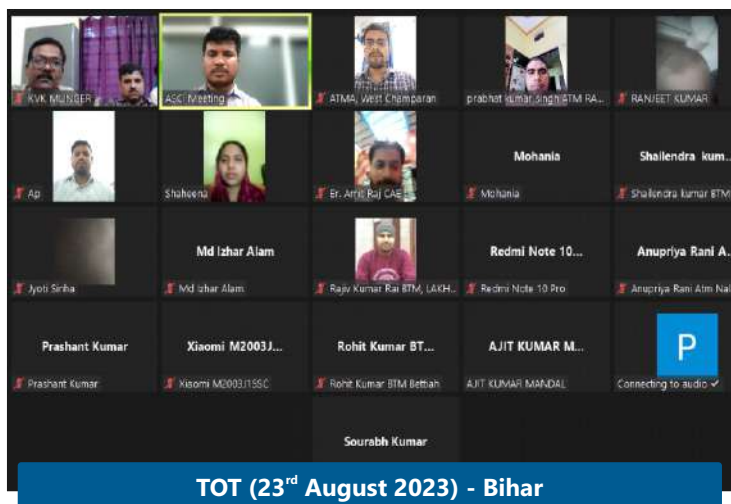 KVK MUNGER
ASCI Meeting
ATMA, West Champaran
prabhat kumar singh ATM RA...
RANJEET KUMAR
Ap
Shaheena
Er. Amit Raj CAE
Mohania
Mohania
Shailendra kum...
Shailendra kumar BTM
Jyoti Sinha
Md Izhar Alam
Md Izhar Alam
Rajiv Kumar Rai BTM, LAKH...
Redmi Note 10...
Redmi Note 10 Pro
Anupriya Rani A...
Anupriya Rani Atm Nal
Prashant Kumar
Prashant Kumar
Xiaomi M2003J...
Xiaomi M2003J15SC
Rohit Kumar BT...
Rohit Kumar BTM Bettiah
AJIT KUMAR M...
AJIT KUMAR MANDAL
P
Connecting to audio
Sourabh Kumar
TOT (23rd August 2023) - Bihar